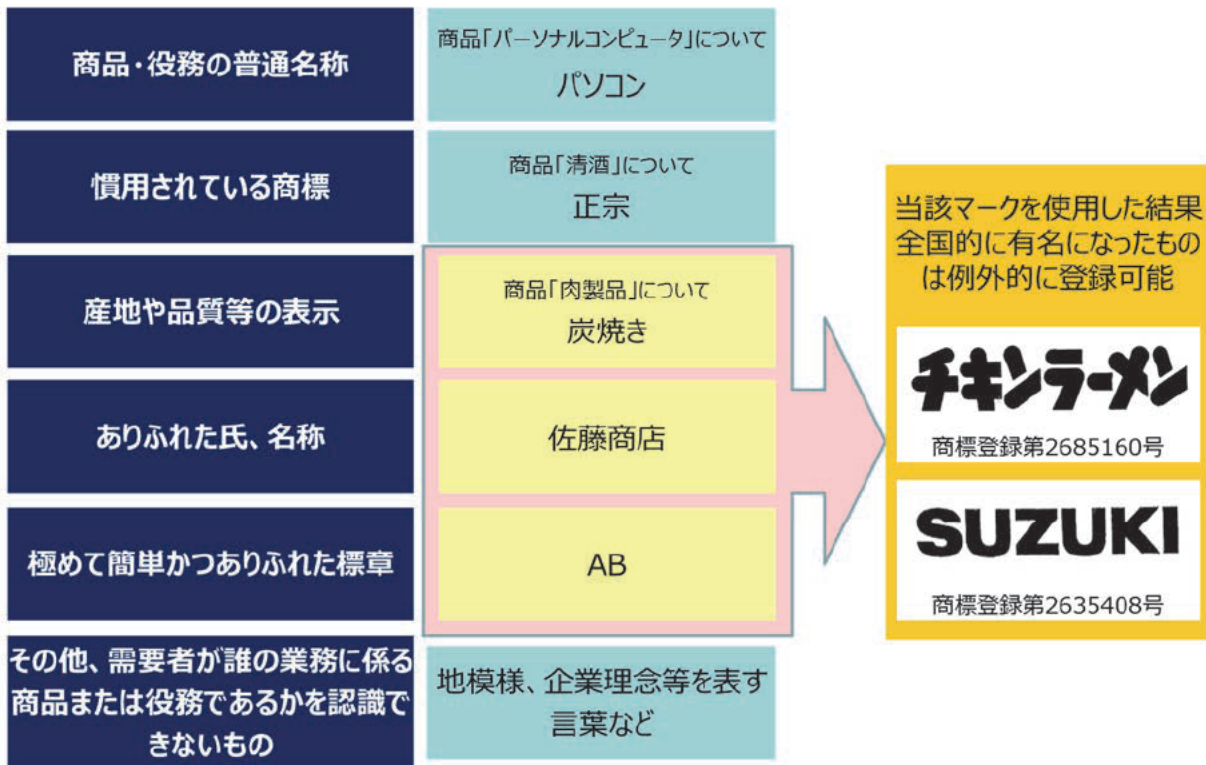 商品・役務の普通名称
商品「パーソナルコンピュータ」について
パソコン
慣用されている商標
商品「清酒」について
正宗
産地や品質等の表示
商品「肉製品」について
炭焼き
ありふれた氏、名称
佐藤商店
極めて簡単かつありふれた標章
AB
その他、需要者が誰の業務に係る
商品または役務であるかを認識で
きないもの
地模様、企業理念等を表す
言葉など
当該マークを使用した結果
全国的に有名になったもの
は例外的に登録可能
チキンラーメン
商標登録第2685160号
SUZUKI
商標登録第2635408号